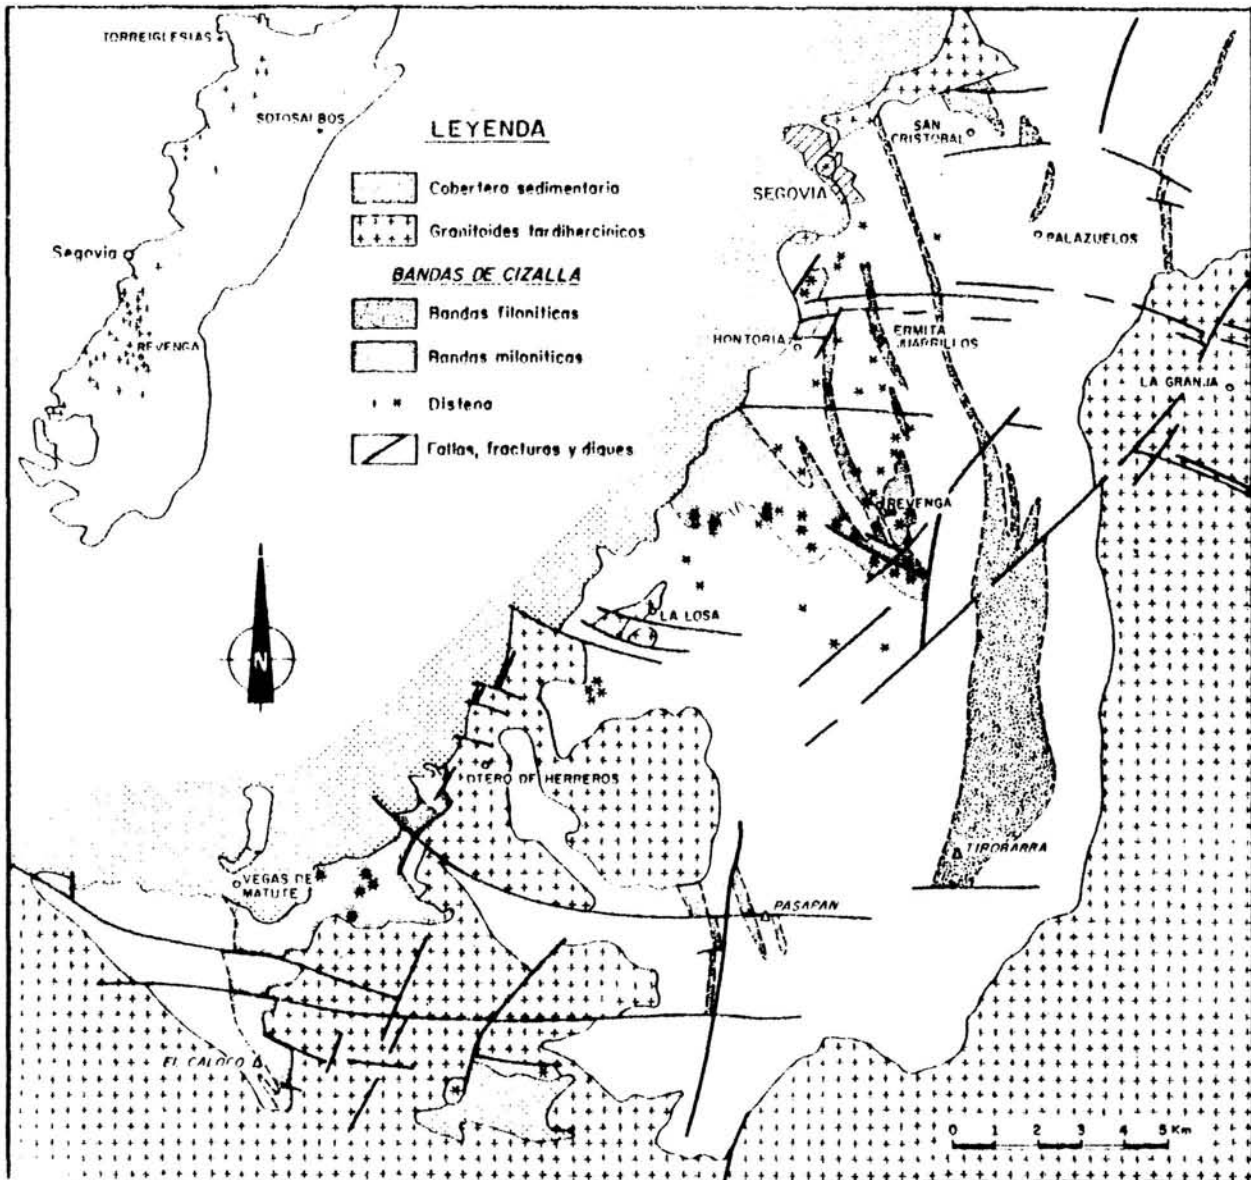 TORREIGLESIAS
SOTOSALBOS
Segovia
REVENGA
LEYENDA
Cobertera sedimentaria
Granitoides tardihercinicos
BANDAS DE CIZALLA
Bandas filoniticas
Bandas miloniticas
Distena
Fallas, fracturas y diques
N
SAN
CRISTOBAL
SEGOVIA
PALAZUELOS
HONTORIA
ERMITA
JUARRILLOS
LA GRANJA
REVENGA
LA LOSA
OTERO DE HERREROS
VEGAS DE
MATUTE
TIROBARRA
PASAPAN
EL CALOCO
0 1 2 3 4 5 Km